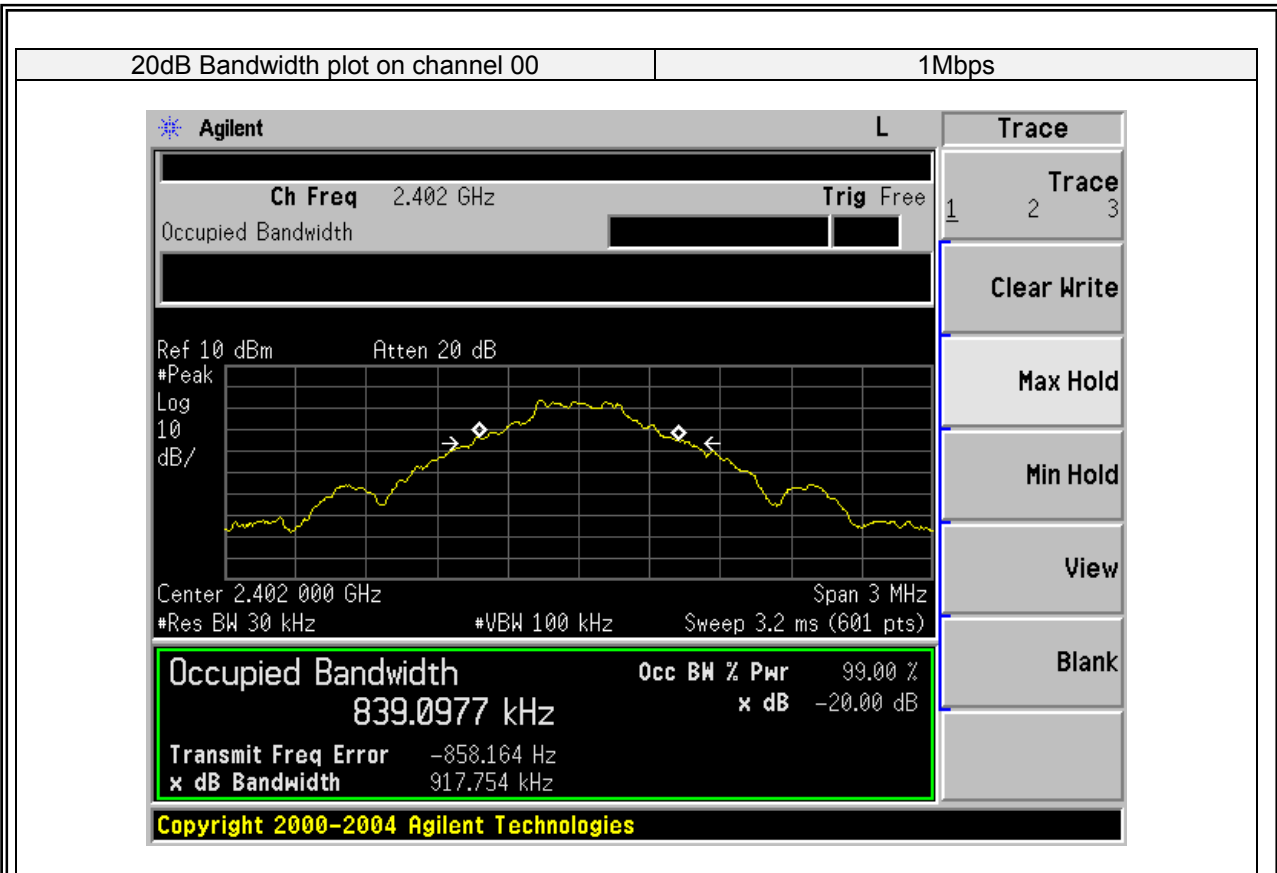 20dB Bandwidth plot on channel 00 1Mbps
Agilent L Trace
Ch Freq 2.402 GHz Trig Free
Trace
1 2 3
Occupied Bandwidth
Clear Write
Ref 10 dBm Atten 20 dB
#Peak
Log
10
dB/
Max Hold
Min Hold
View
Center 2.402 000 GHz Span 3 MHz
#Res BW 30 kHz #VBW 100 kHz Sweep 3.2 ms (601 pts)
Blank
Occupied Bandwidth Occ BW % Pwr 99.00 %
839.0977 kHz x dB -20.00 dB
Transmit Freq Error -858.164 Hz
x dB Bandwidth 917.754 kHz
Copyright 2000-2004 Agilent Technologies